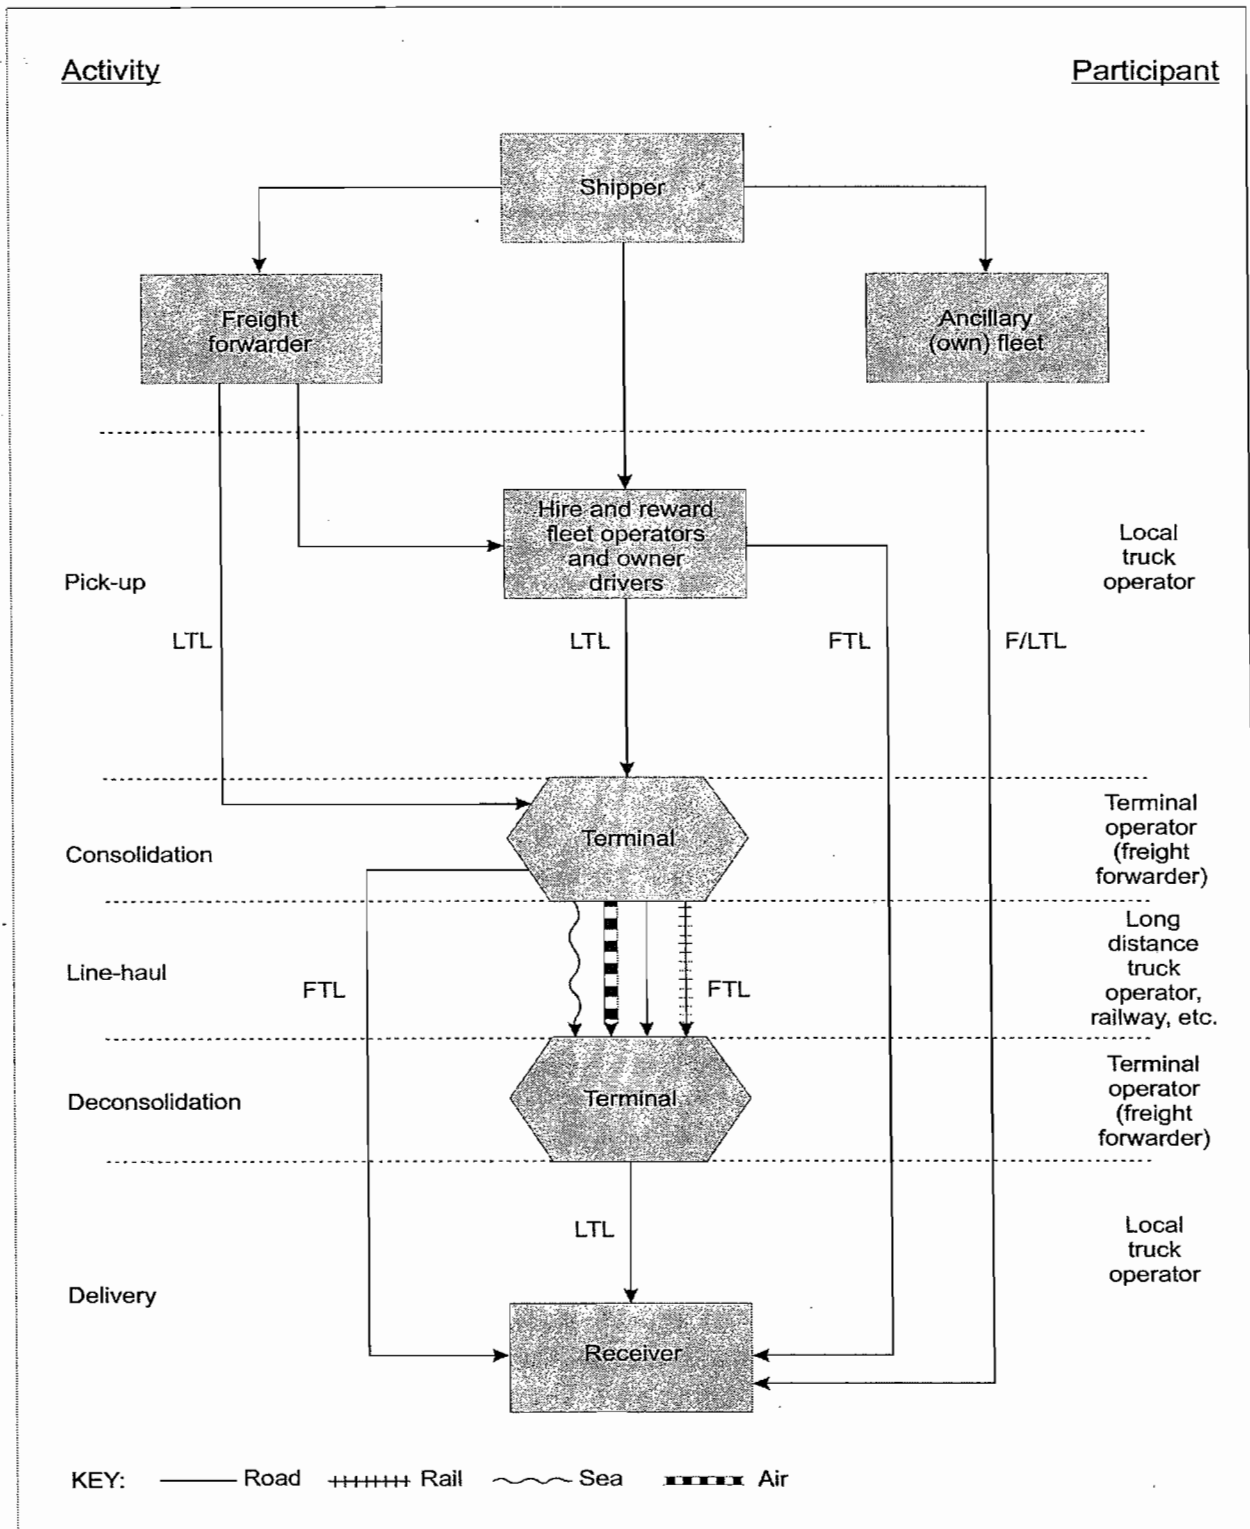 Activity
Participant
Shipper
Freight
forwarder
Ancillary
(own) fleet
Hire and reward
fleet operators
and owner
drivers
Local
truck
operator
Pick-up
LTL
LTL
FTL
F/LTL
Terminal
Terminal
operator
(freight
forwarder)
Consolidation
Long
distance
truck
operator,
railway, etc.
Line-haul
FTL
FTL
Terminal
Terminal
operator
(freight
forwarder)
Deconsolidation
LTL
Local
truck
operator
Delivery
Receiver
KEY: Road Rail Sea Air